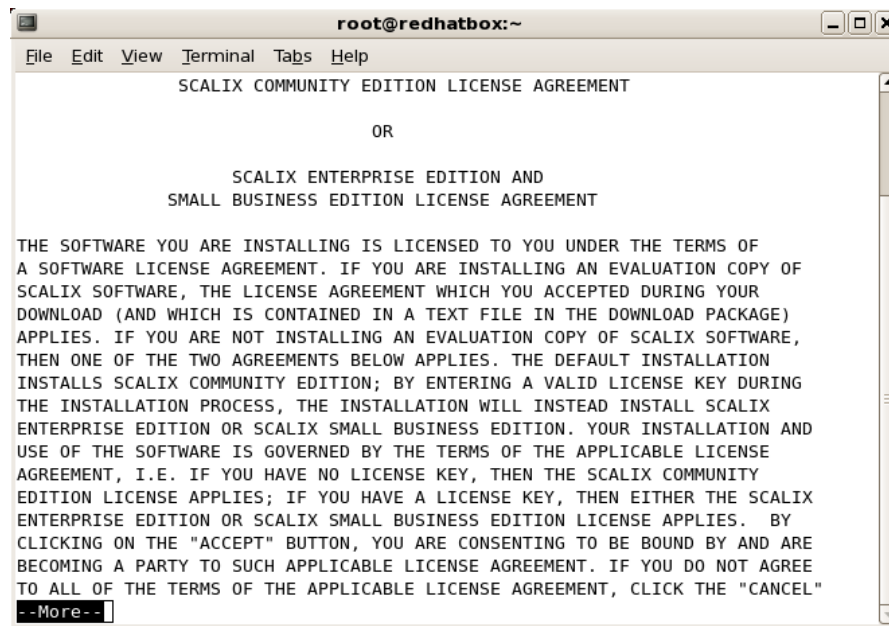 root@redhatbox:~
File Edit View Terminal Tabs Help
SCALIX COMMUNITY EDITION LICENSE AGREEMENT
OR
SCALIX ENTERPRISE EDITION AND
SMALL BUSINESS EDITION LICENSE AGREEMENT
THE SOFTWARE YOU ARE INSTALLING IS LICENSED TO YOU UNDER THE TERMS OF
A SOFTWARE LICENSE AGREEMENT. IF YOU ARE INSTALLING AN EVALUATION COPY OF
SCALIX SOFTWARE, THE LICENSE AGREEMENT WHICH YOU ACCEPTED DURING YOUR
DOWNLOAD (AND WHICH IS CONTAINED IN A TEXT FILE IN THE DOWNLOAD PACKAGE)
APPLIES. IF YOU ARE NOT INSTALLING AN EVALUATION COPY OF SCALIX SOFTWARE,
THEN ONE OF THE TWO AGREEMENTS BELOW APPLIES. THE DEFAULT INSTALLATION
INSTALLS SCALIX COMMUNITY EDITION; BY ENTERING A VALID LICENSE KEY DURING
THE INSTALLATION PROCESS, THE INSTALLATION WILL INSTEAD INSTALL SCALIX
ENTERPRISE EDITION OR SCALIX SMALL BUSINESS EDITION. YOUR INSTALLATION AND
USE OF THE SOFTWARE IS GOVERNED BY THE TERMS OF THE APPLICABLE LICENSE
AGREEMENT, I.E. IF YOU HAVE NO LICENSE KEY, THEN THE SCALIX COMMUNITY
EDITION LICENSE APPLIES; IF YOU HAVE A LICENSE KEY, THEN EITHER THE SCALIX
ENTERPRISE EDITION OR SCALIX SMALL BUSINESS EDITION LICENSE APPLIES.  BY
CLICKING ON THE "ACCEPT" BUTTON, YOU ARE CONSENTING TO BE BOUND BY AND ARE
BECOMING A PARTY TO SUCH APPLICABLE LICENSE AGREEMENT. IF YOU DO NOT AGREE
TO ALL OF THE TERMS OF THE APPLICABLE LICENSE AGREEMENT, CLICK THE "CANCEL"
--More--